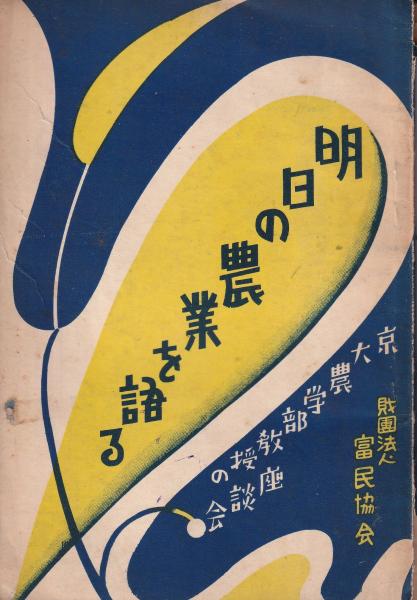 明日の農業を語る
京大農学部教授の
座談会
財團法人
富民協会